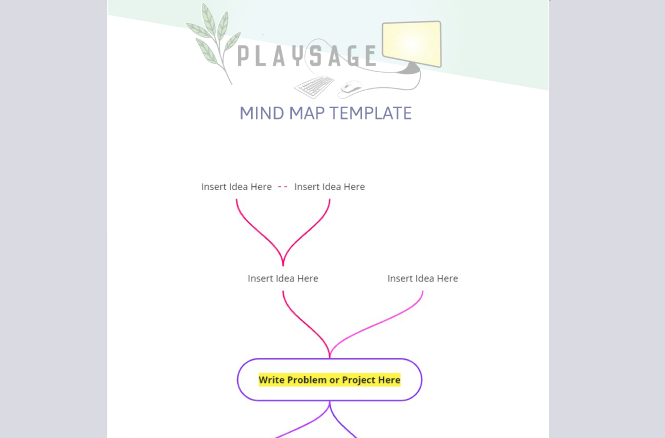 PLAYSAGE
MIND MAP TEMPLATE
Insert Idea Here -- Insert Idea Here
Insert Idea Here Insert Idea Here
Write Problem or Project Here